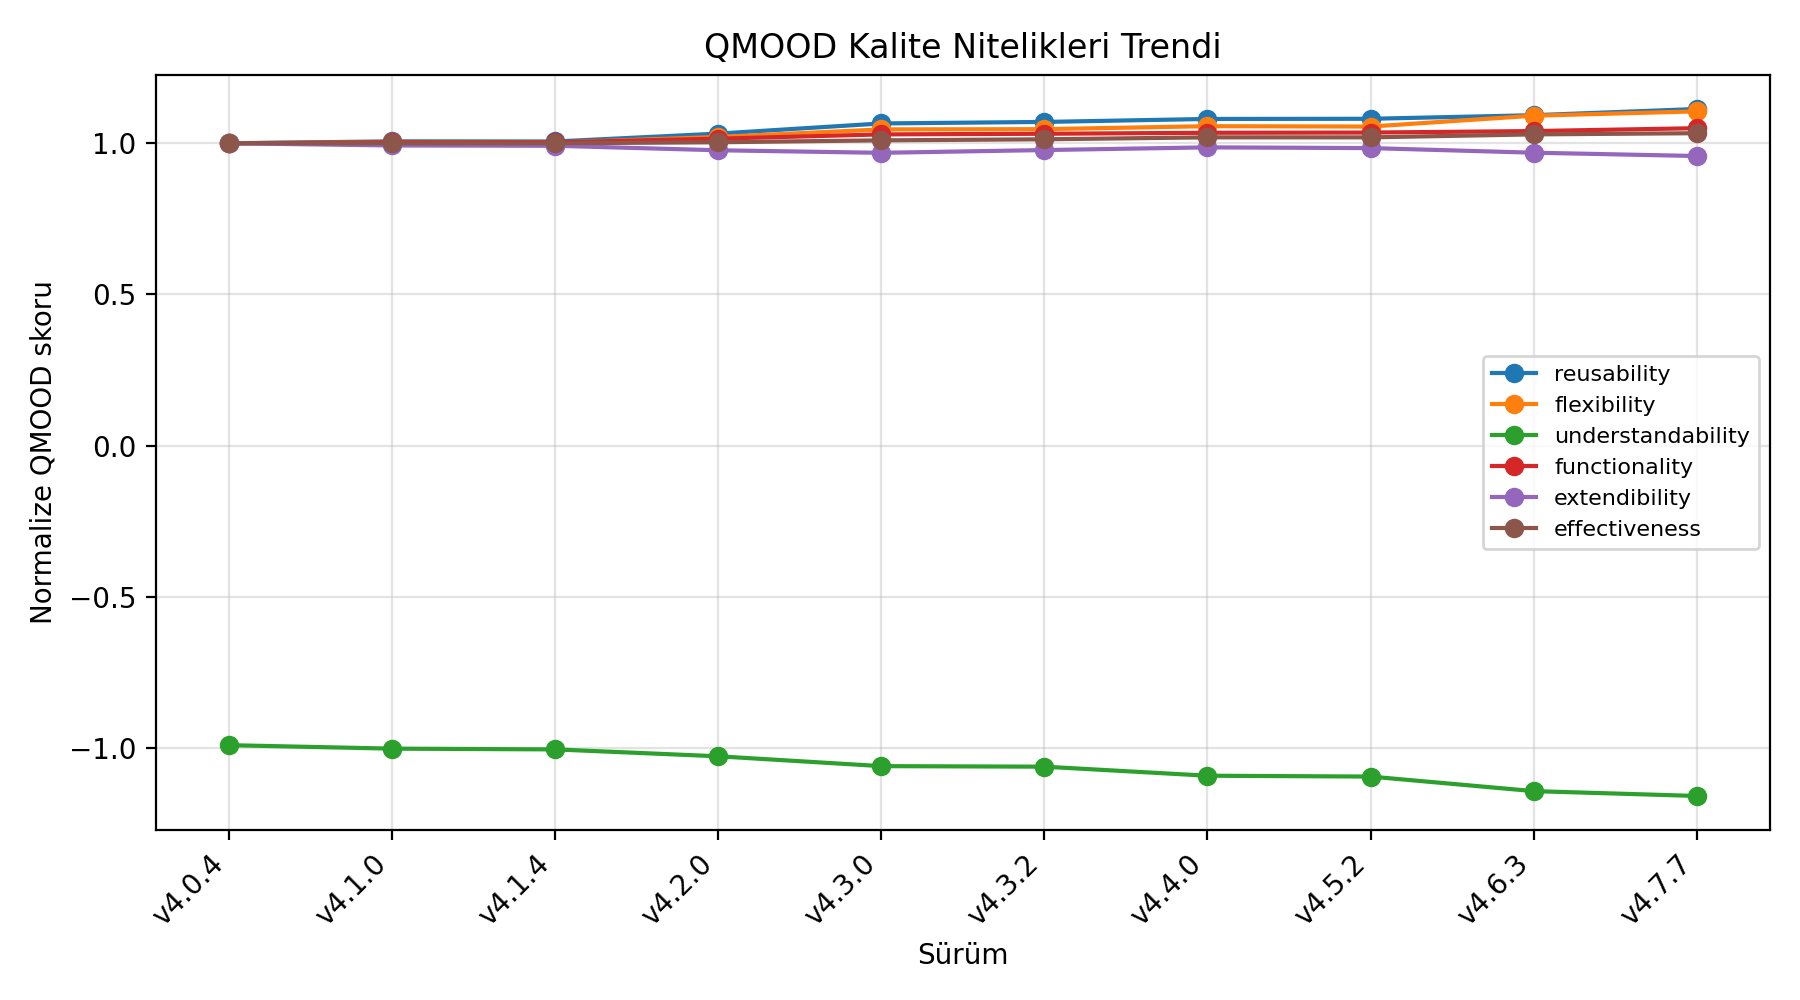 QMOOD Kalite Nitelikleri Trendi
Normalize QMOOD skoru
1.0
0.5
0.0
−0.5
−1.0
reusability
flexibility
understandability
functionality
extendibility
effectiveness
v4.0.4
v4.1.0
v4.1.4
v4.2.0
v4.3.0
v4.3.2
v4.4.0
v4.5.2
v4.6.3
v4.7.7
Sürüm